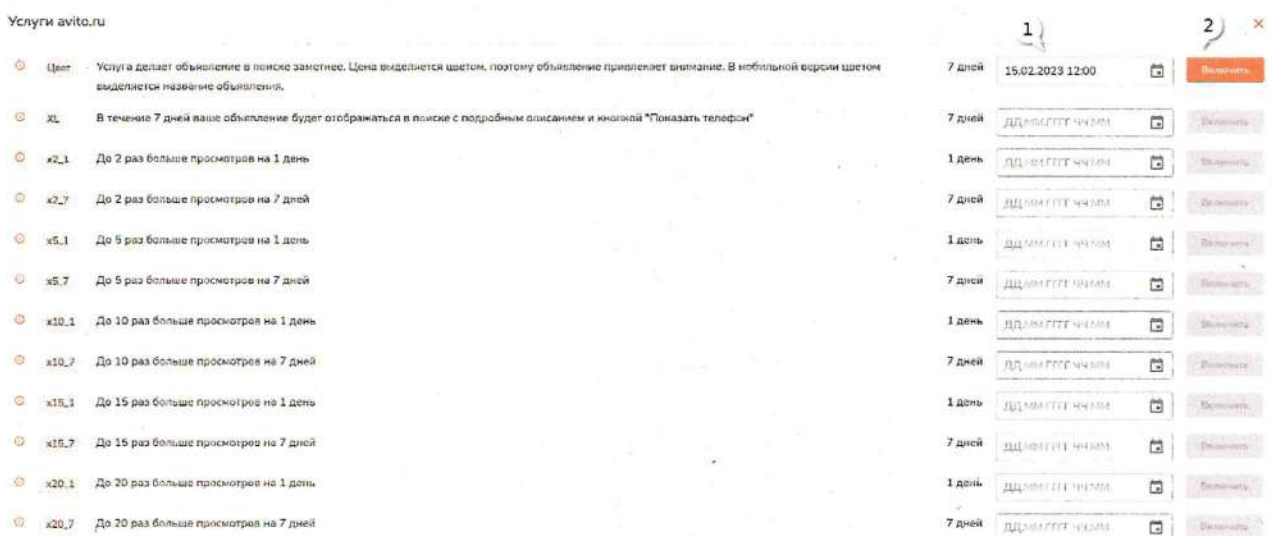 Услуги avito.ru
1
2
Цвет Услуга делает объявление в поиске заметнее. Цена выделяется цветом, поэтому объявление привлекает внимание. В мобильной версии цветом 7 дней 15.02.2023 12:00 Включить
выделяется название объявления.
XL В течение 7 дней ваше объявление будет отображаться в поиске с подробным описанием и кнопкой "Показать телефон" 7 дней ДД.ММ.ГГГГ ЧЧ:ММ Включить
x2_1 До 2 раз больше просмотров на 1 день 1 день ДД.ММ.ГГГГ ЧЧ:ММ Включить
x2_7 До 2 раз больше просмотров на 7 дней 7 дней ДД.ММ.ГГГГ ЧЧ:ММ Включить
x5_1 До 5 раз больше просмотров на 1 день 1 день ДД.ММ.ГГГГ ЧЧ:ММ Включить
x5_7 До 5 раз больше просмотров на 7 дней 7 дней ДД.ММ.ГГГГ ЧЧ:ММ Включить
x10_1 До 10 раз больше просмотров на 1 день 1 день ДД.ММ.ГГГГ ЧЧ:ММ Включить
x10_7 До 10 раз больше просмотров на 7 дней 7 дней ДД.ММ.ГГГГ ЧЧ:ММ Включить
x15_1 До 15 раз больше просмотров на 1 день 1 день ДД.ММ.ГГГГ ЧЧ:ММ Включить
x15_7 До 15 раз больше просмотров на 7 дней 7 дней ДД.ММ.ГГГГ ЧЧ:ММ Включить
x20_1 До 20 раз больше просмотров на 1 день 1 день ДД.ММ.ГГГГ ЧЧ:ММ Включить
x20_7 До 20 раз больше просмотров на 7 дней 7 дней ДД.ММ.ГГГГ ЧЧ:ММ Включить